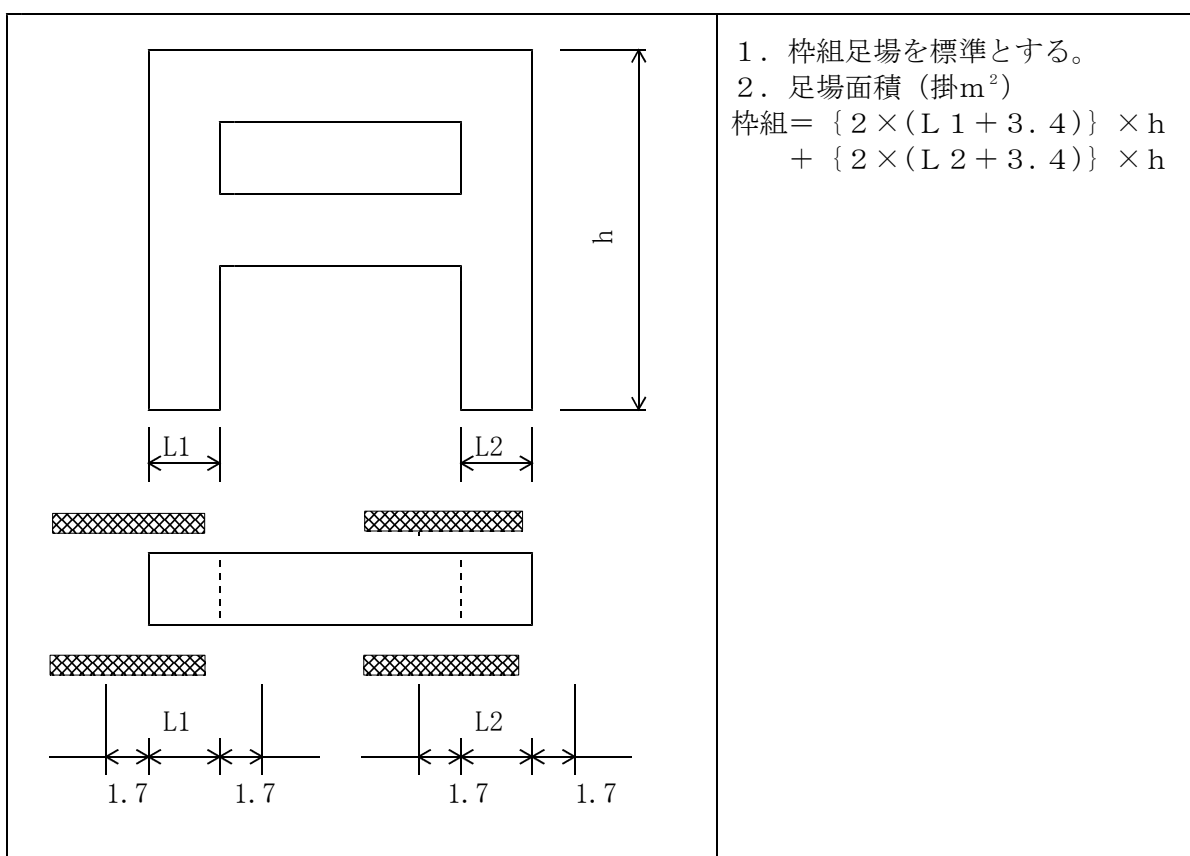 h
L1 L2
L1 L2
1.7 1.7 1.7 1.7
１．枠組足場を標準とする。
２．足場面積（掛ｍ²）
枠組＝｛２×(Ｌ１＋３.４)｝×ｈ
＋｛２×(Ｌ２＋３.４)｝×ｈ